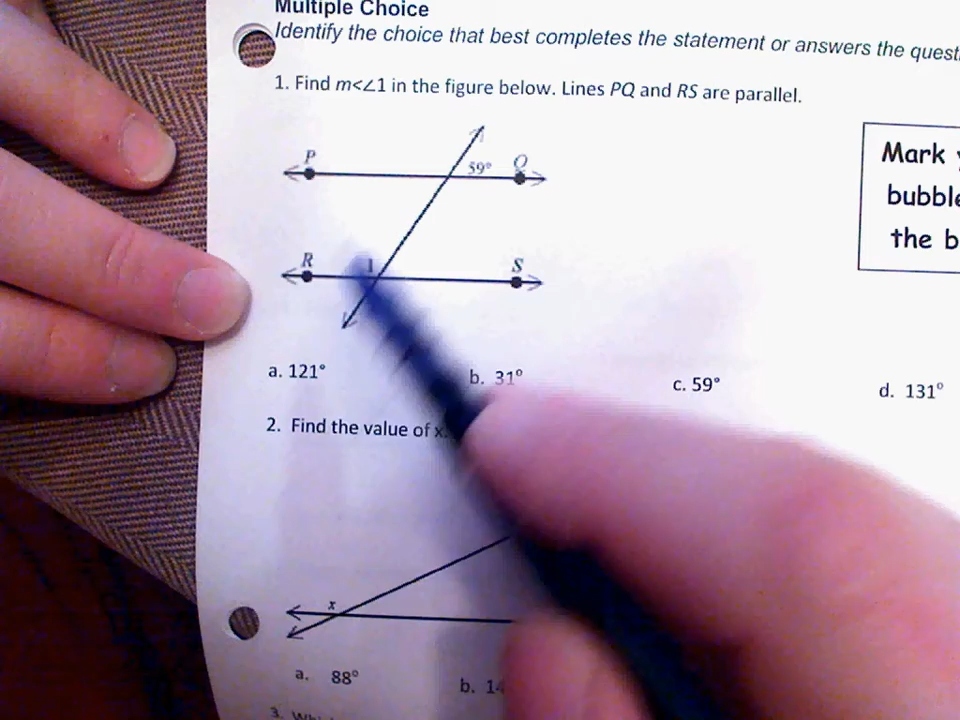 Multiple Choice
Identify the choice that best completes the statement or answers the
1. Find m<∠1 in the figure below. Lines PQ and RS are parallel.
Mark
the
P
59°
Q
R
1
S
a. 121°
b. 31°
c. 59°
d. 131°
2. Find the value of x
x
a. 88°
b.
3.